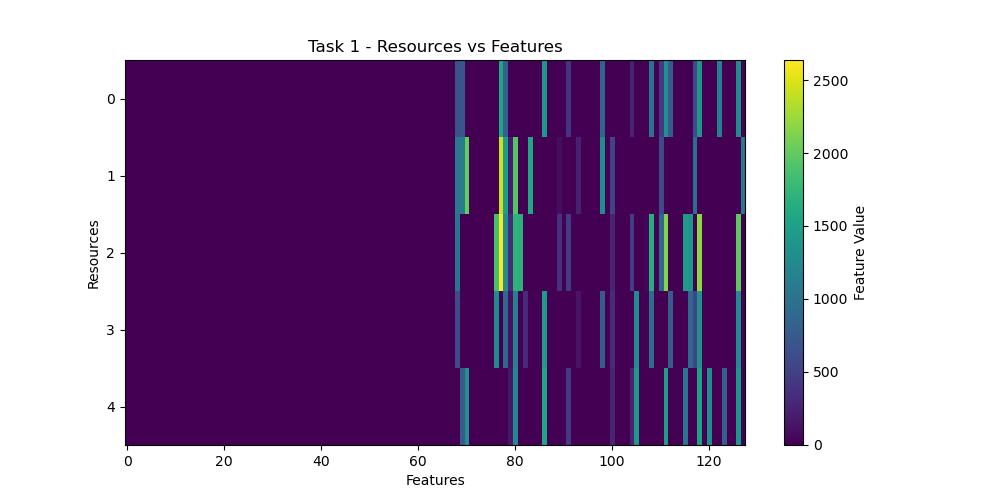 Task 1 - Resources vs Features
0
1
2
3
4
Resources
0 20 40 60 80 100 120
Features
2500
2000
1500
1000
500
0
Feature Value